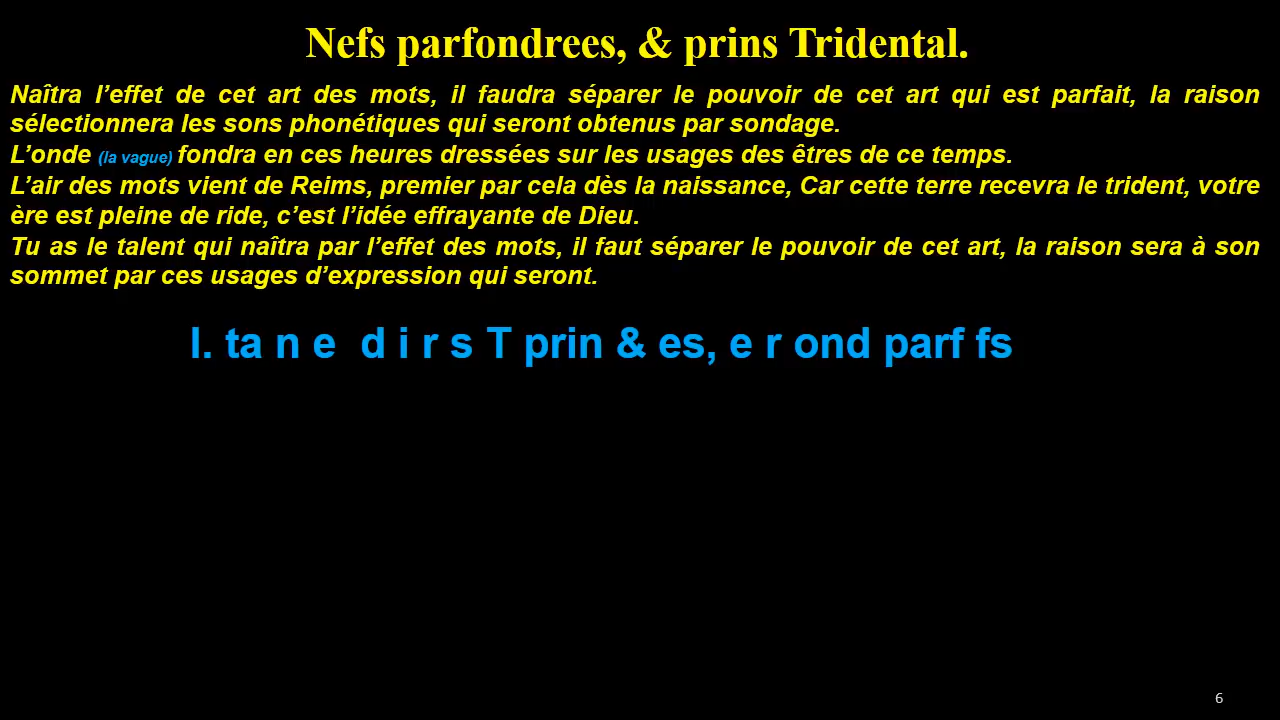 Nefs parfondrees, & prins Tridental.
Naîtra l’effet de cet art des mots, il faudra séparer le pouvoir de cet art qui est parfait, la raison
sélectionnera les sons phonétiques qui seront obtenus par sondage.
L’onde (la vague) fondra en ces heures dressées sur les usages des êtres de ce temps.
L’air des mots vient de Reims, premier par cela dès la naissance, Car cette terre recevra le trident, votre
ère est pleine de ride, c’est l’idée effrayante de Dieu.
Tu as le talent qui naîtra par l’effet des mots, il faut séparer le pouvoir de cet art, la raison sera à son
sommet par ces usages d’expression qui seront.
l. ta n e d i r s T prin & es, e r ond parf fs
6